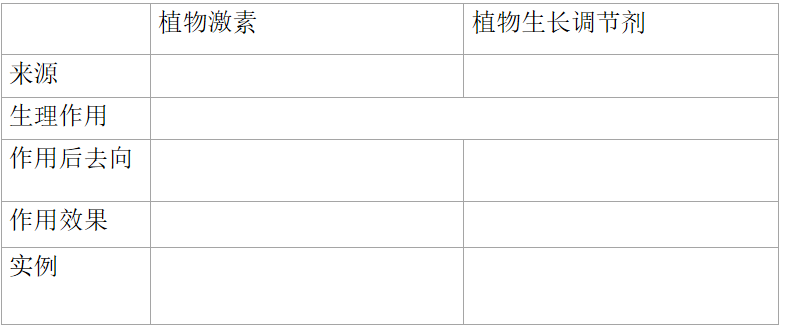 植物激素 植物生长调节剂
来源
生理作用
作用后去向
作用效果
实例